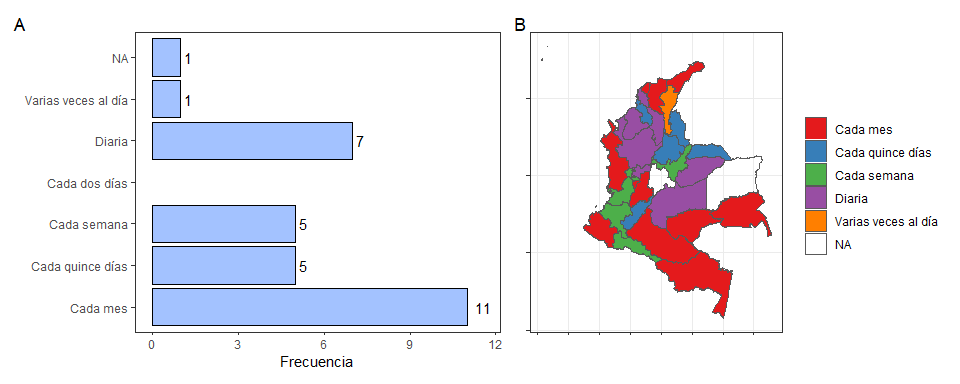 A
NA
Varias veces al día
Diaria
Cada dos días
Cada semana
Cada quince días
Cada mes
1
1
7
5
5
11
0
3
6
9
12
Frecuencia
B
Cada mes
Cada quince días
Cada semana
Diaria
Varias veces al día
NA